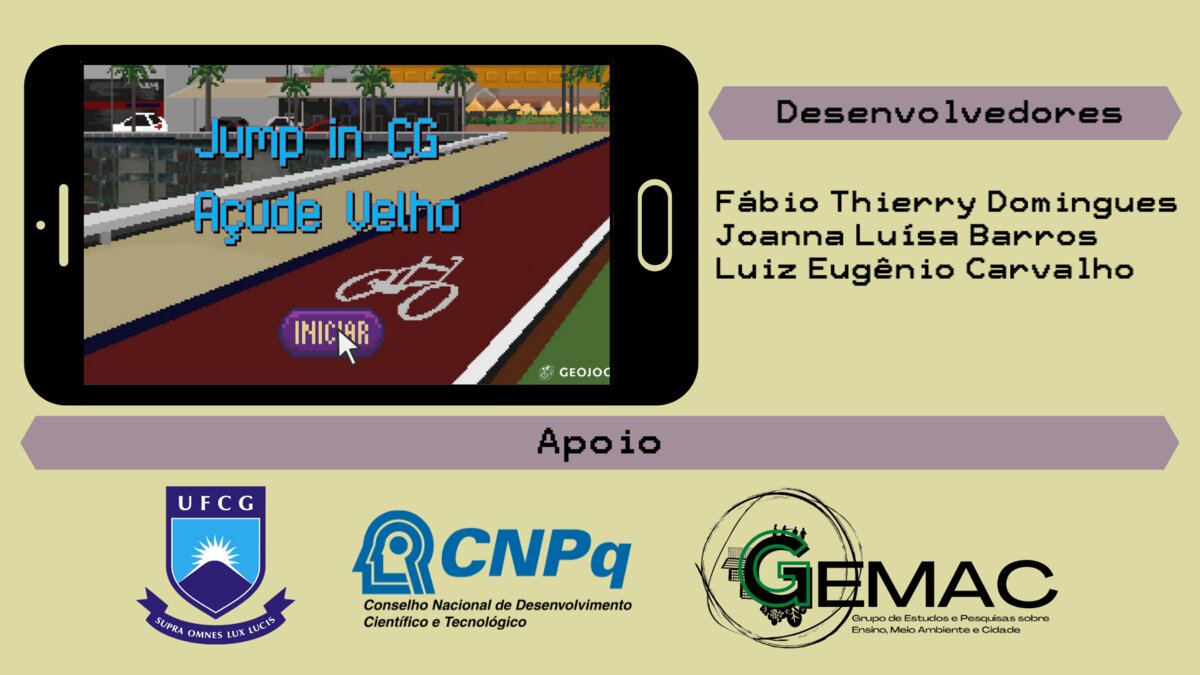 Jump in CG
Açude Velho
INICIAR
GEOJOG
Desenvolvedores
Fábio Thierry Domingues
Joanna Luísa Barros
Luiz Eugênio Carvalho
Apoio
UFCG
SUPRA OMNES LUX LUCIS
CNPq
Conselho Nacional de Desenvolvimento
Científico e Tecnológico
GEMAC
Grupo de Estudos e Pesquisas sobre
Ensino, Meio Ambiente e Cidade